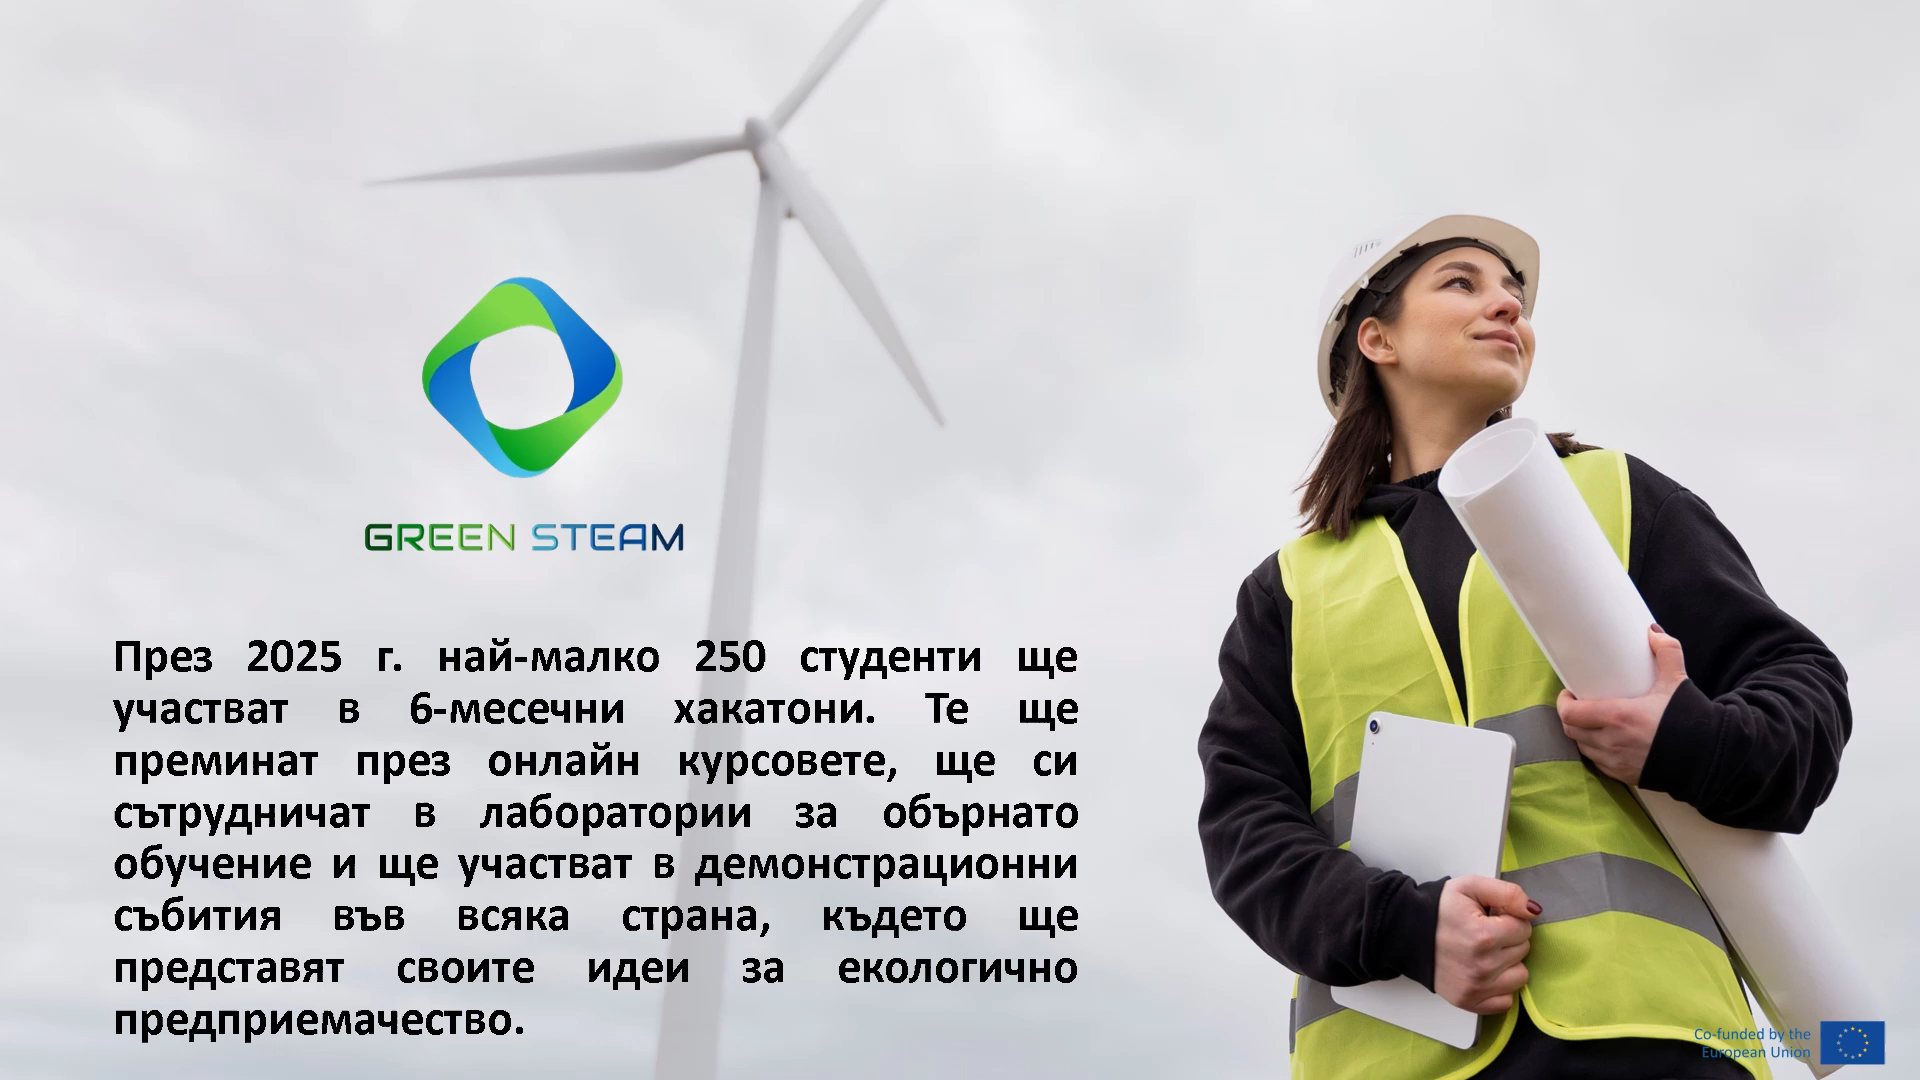 GREEN STEAM
През 2025 г. най-малко 250 студенти ще
участват в 6-месечни хакатони. Те ще
преминат през онлайн курсовете, ще си
сътрудничат в лаборатории за обърнато
обучение и ще участват в демонстрационни
събития във всяка страна, където ще
представят своите идеи за екологично
предприемачество.
Co-funded by the
European Union